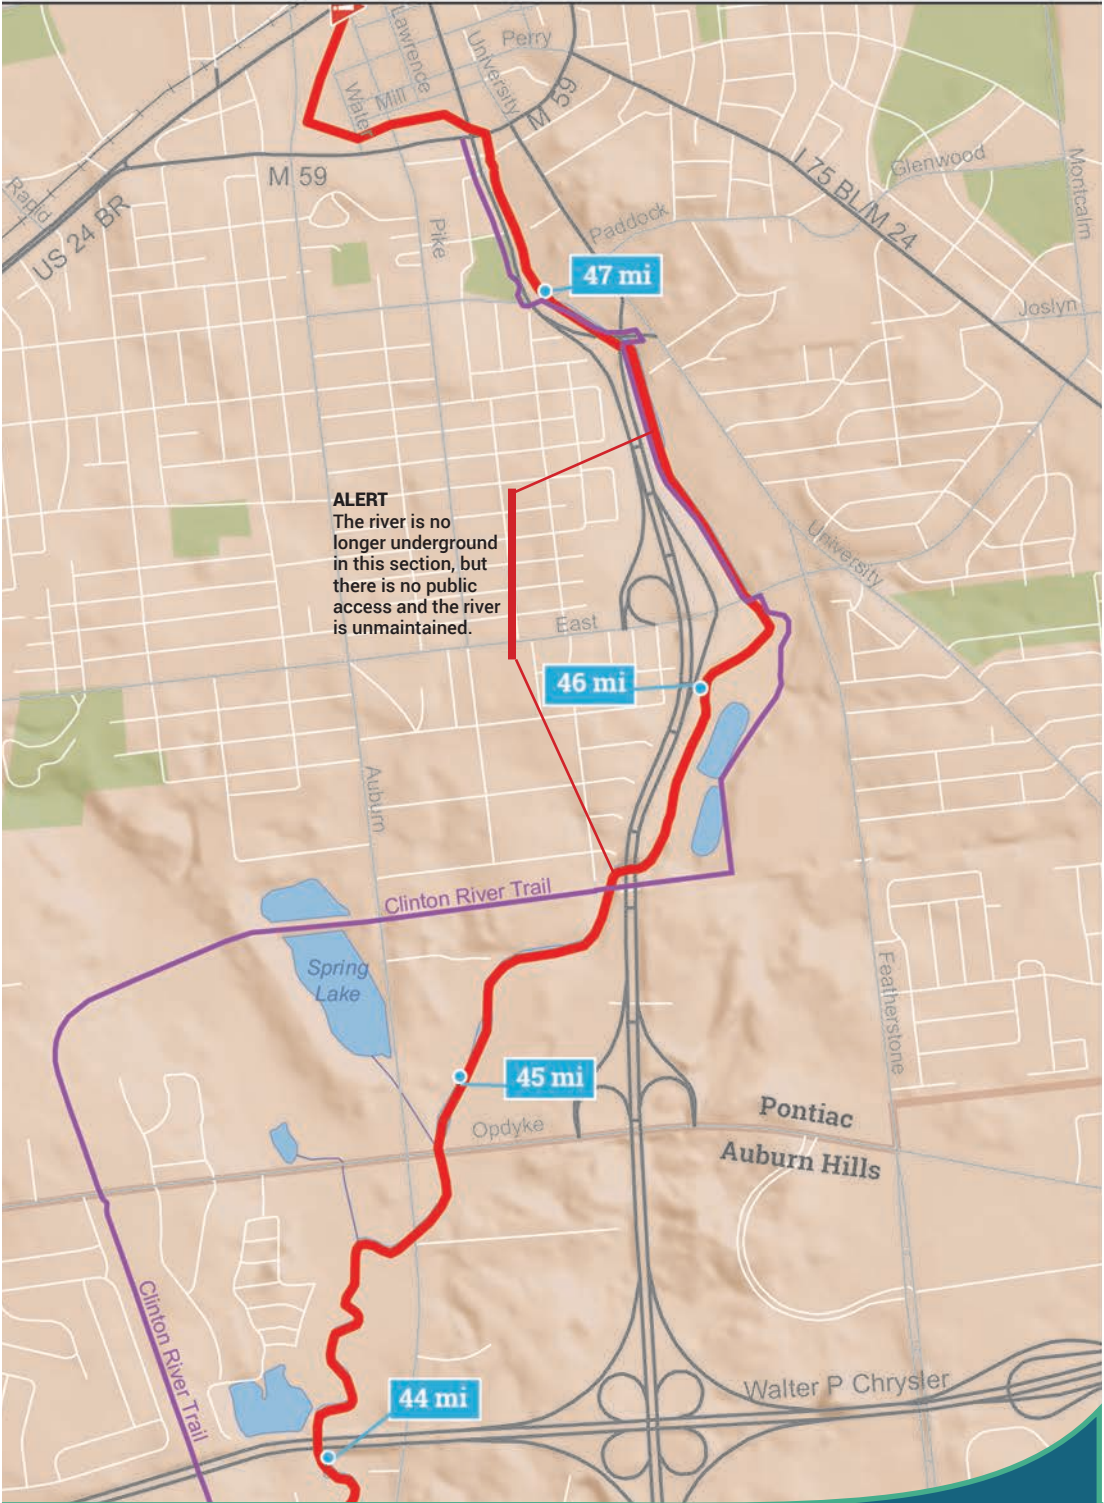 Lawrence
University
Perry
Water
Mill
M 59
M 59
Rapid
US 24 BR
Pike
Paddock
I 75 BL/M 24
Glenwood
Montcalm
Joslyn
47 mi
ALERT
The river is no
longer underground
in this section, but
there is no public
access and the river
is unmaintained.
University
East
46 mi
Auburn
Clinton River Trail
Spring
Lake
Featherstone
45 mi
Opdyke
Pontiac
Auburn Hills
Clinton River Trail
44 mi
Walter P Chrysler